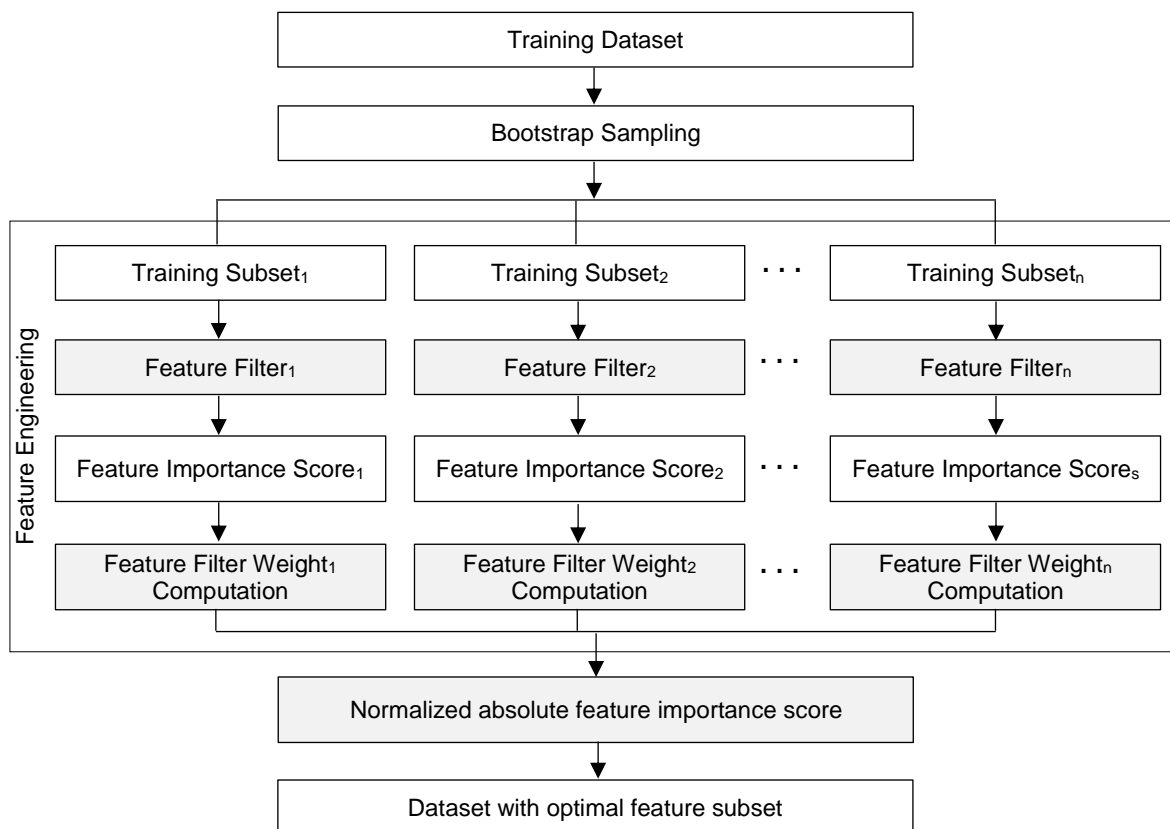 Training Dataset
Bootstrap Sampling
Feature Engineering
Training Subset₁
Training Subset₂
. . .
Training Subsetₙ
Feature Filter₁
Feature Filter₂
. . .
Feature Filterₙ
Feature Importance Score₁
Feature Importance Score₂
. . .
Feature Importance Scoreₛ
Feature Filter Weight₁
Computation
Feature Filter Weight₂
Computation
. . .
Feature Filter Weightₙ
Computation
Normalized absolute feature importance score
Dataset with optimal feature subset